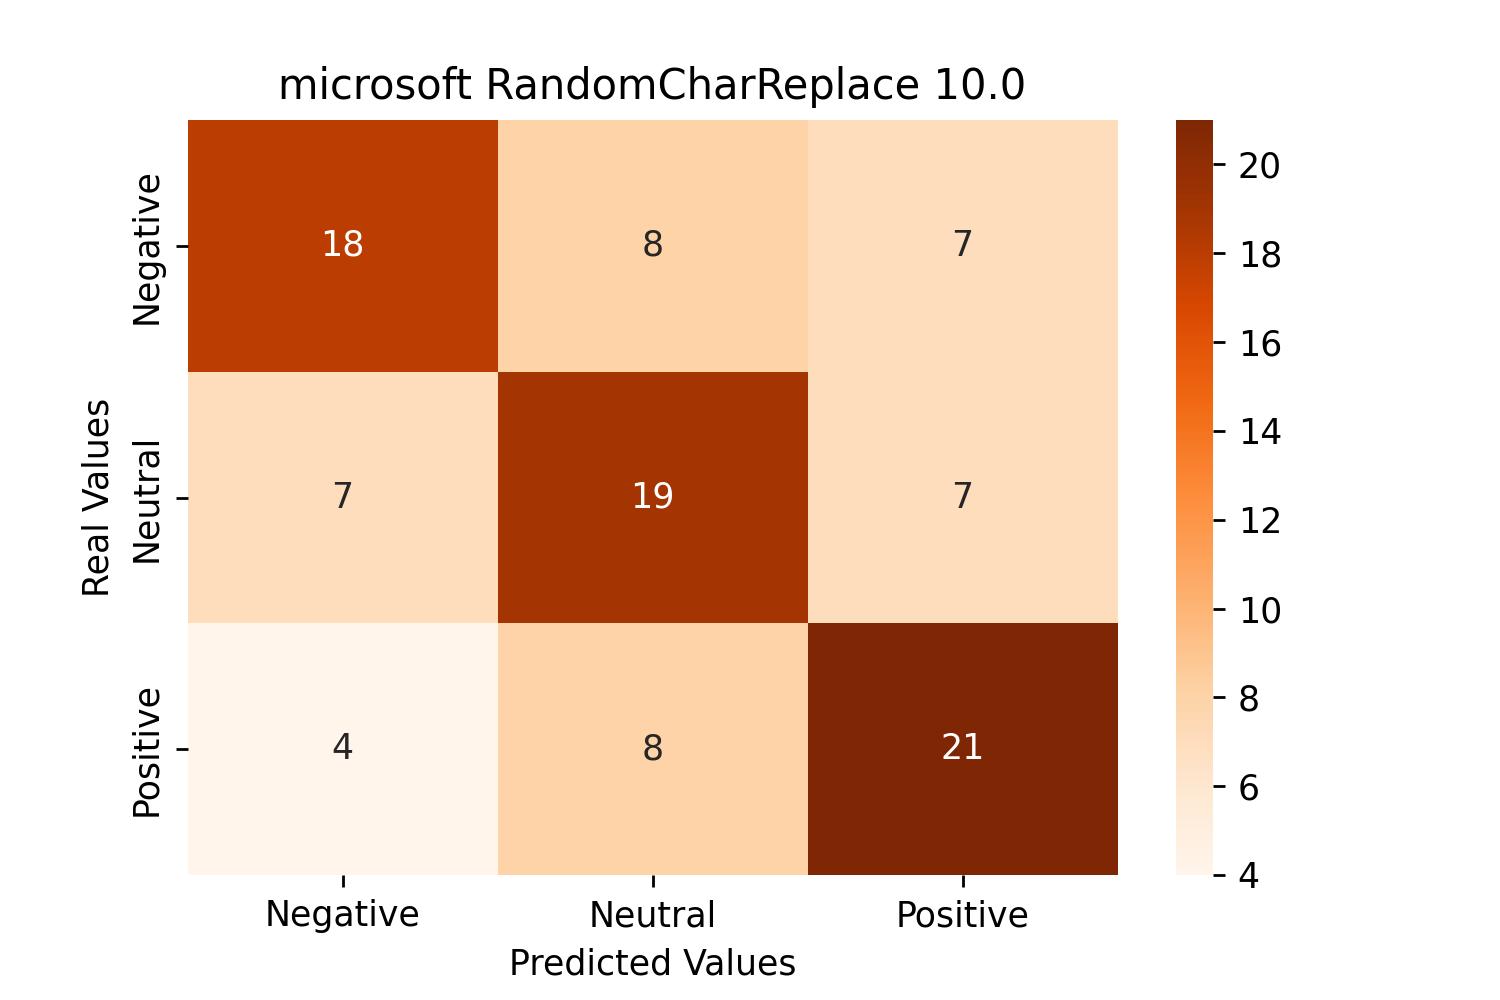 microsoft RandomCharReplace 10.0
Real Values
Negative
18 8 7
Neutral
7 19 7
Positive
4 8 21
Negative Neutral Positive
Predicted Values
20
18
16
14
12
10
8
6
4